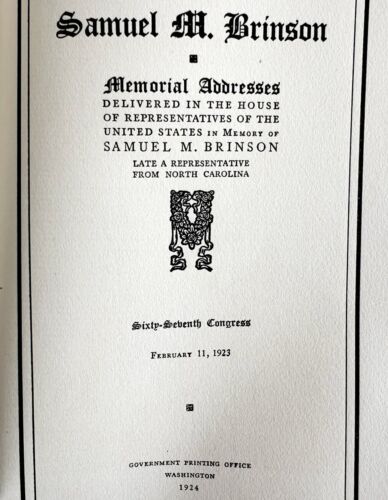 Samuel M. Brinson
Memorial Addresses
DELIVERED IN THE HOUSE
OF REPRESENTATIVES OF THE
UNITED STATES IN MEMORY OF
SAMUEL M. BRINSON
LATE A REPRESENTATIVE
FROM NORTH CAROLINA
Sixty-Seventh Congress
FEBRUARY 11, 1923
GOVERNMENT PRINTING OFFICE
WASHINGTON
1924